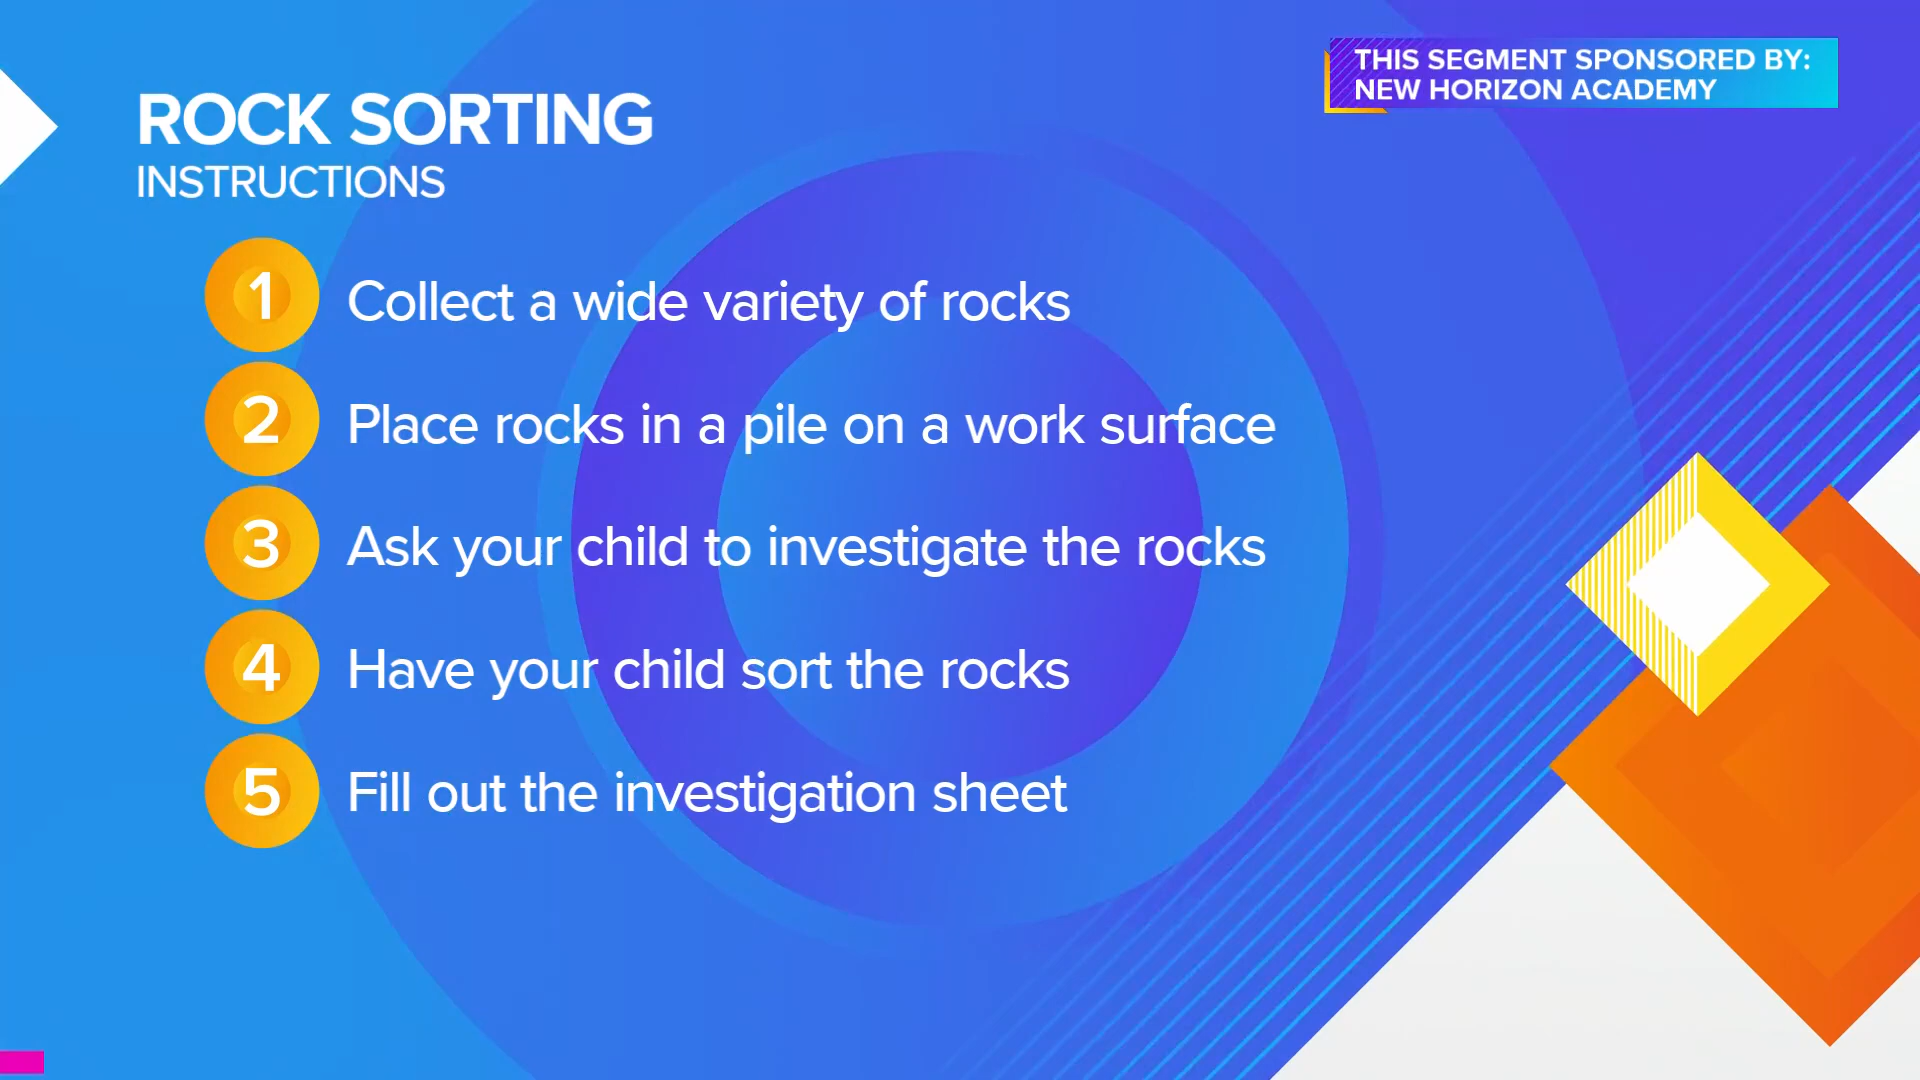 THIS SEGMENT SPONSORED BY:
NEW HORIZON ACADEMY
ROCK SORTING
INSTRUCTIONS
1 Collect a wide variety of rocks
2 Place rocks in a pile on a work surface
3 Ask your child to investigate the rocks
4 Have your child sort the rocks
5 Fill out the investigation sheet